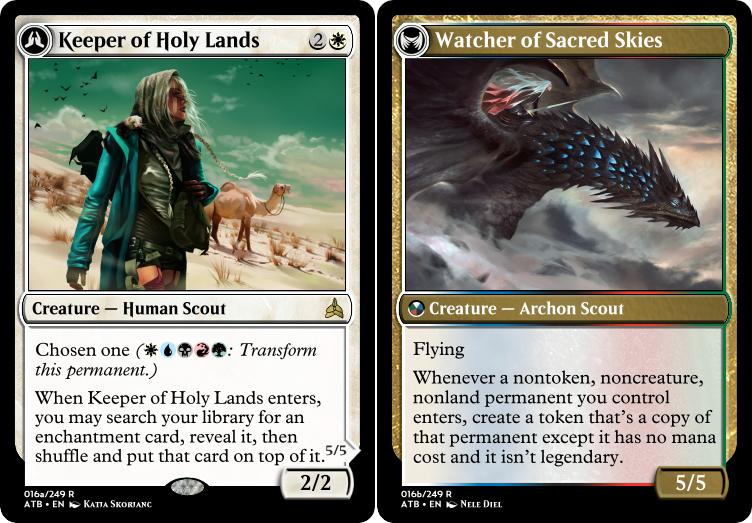 Keeper of Holy Lands 2
Creature — Human Scout
Chosen one (: Transform
this permanent.)
When Keeper of Holy Lands enters,
you may search your library for an
enchantment card, reveal it, then
shuffle and put that card on top of it.
5/5
2/2
016a/249 R
ATB • EN Katia Skorjanc
Watcher of Sacred Skies
Creature — Archon Scout
Flying
Whenever a nontoken, noncreature,
nonland permanent you control
enters, create a token that's a copy of
that permanent except it has no mana
cost and it isn't legendary.
5/5
016b/249 R
ATB • EN Nele Diel